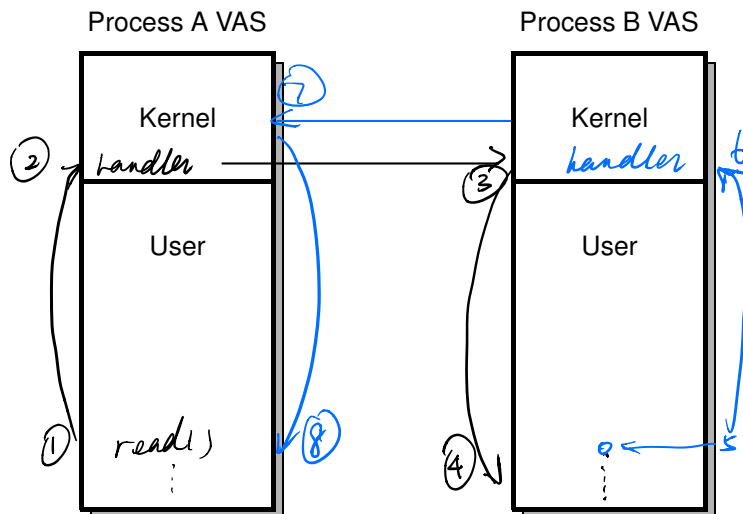 Process A VAS
Process B VAS
⑦
Kernel
Kernel
② handler
handler
③
User
User
① read()
⑧
④
5